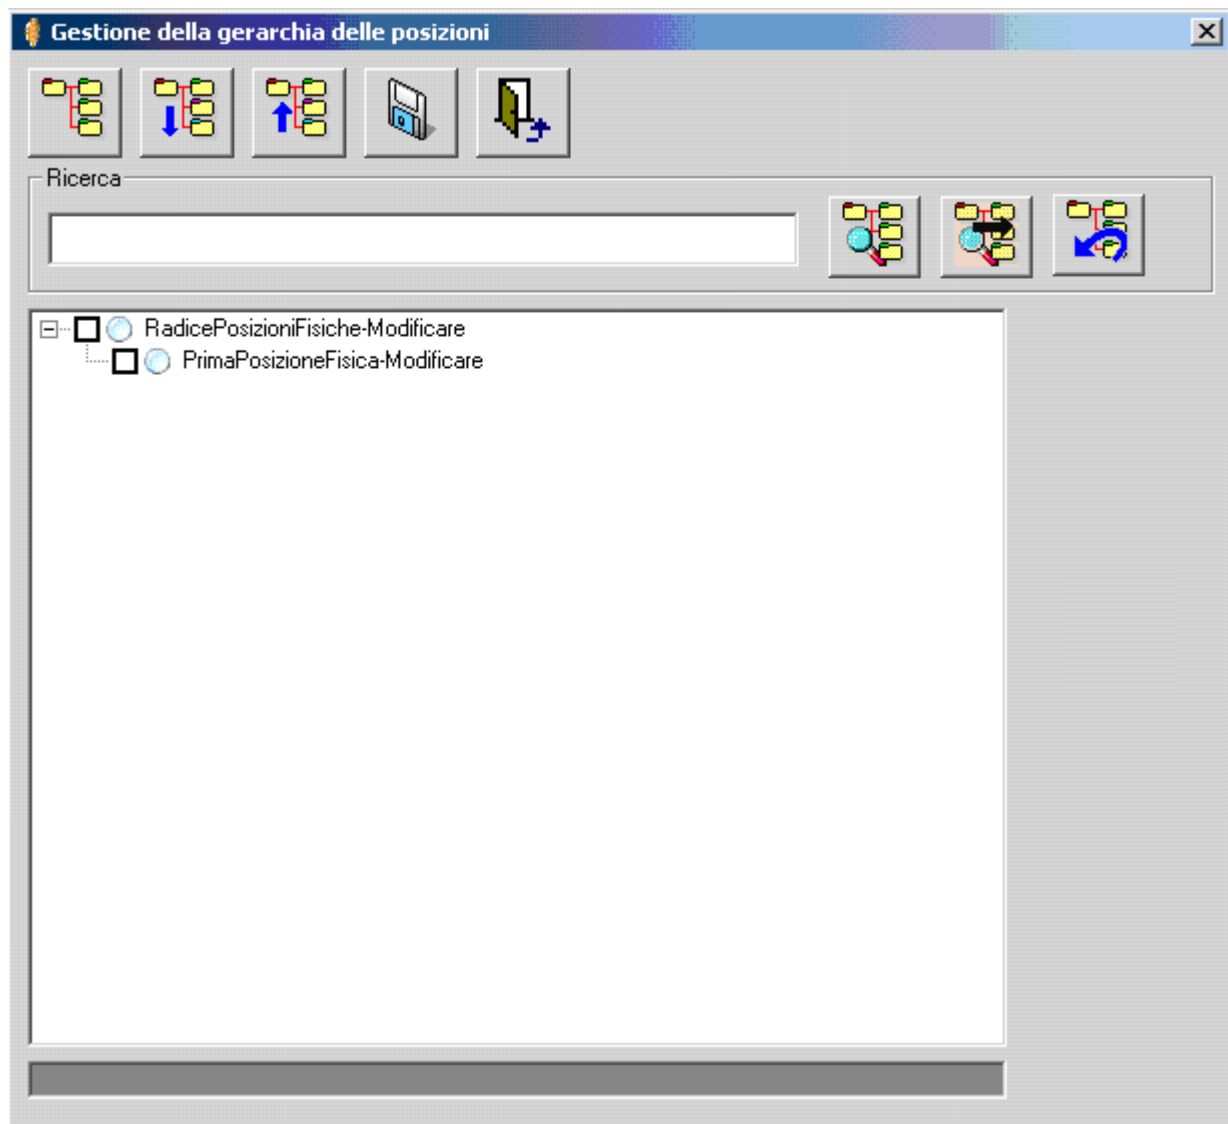 Gestione della gerarchia delle posizioni
Ricerca
RadicePosizioniFisiche-Modificare
PrimaPosizioneFisica-Modificare